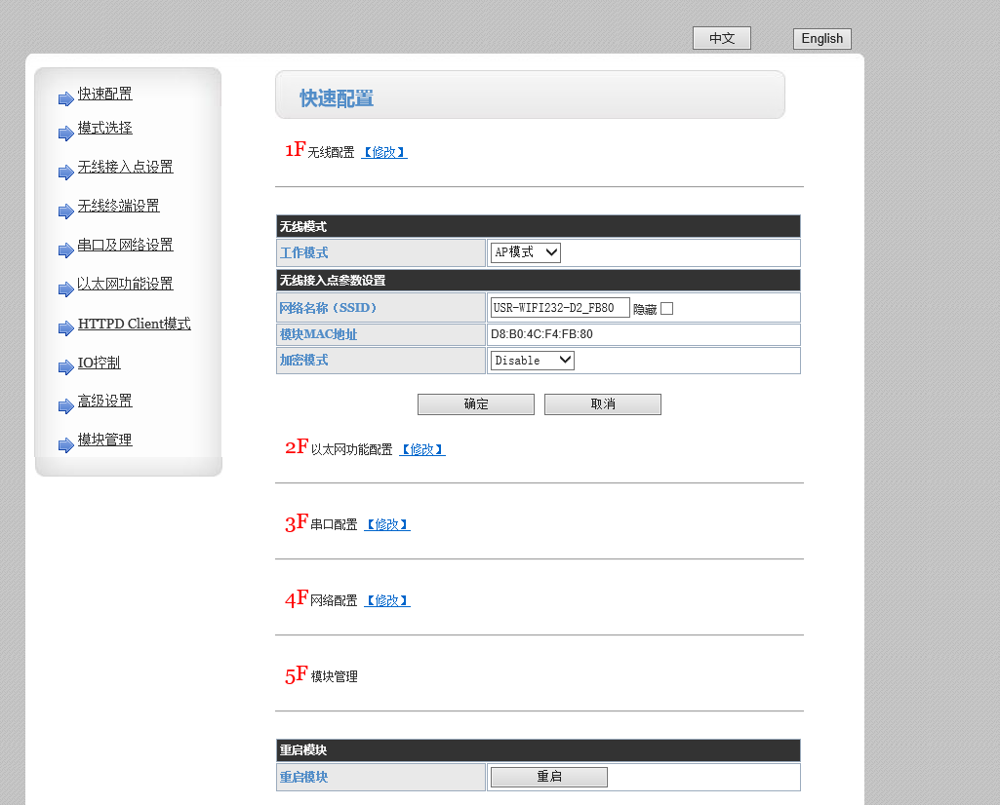 中文 English
快速配置
模式选择
无线接入点设置
无线终端设置
串口及网络设置
以太网功能设置
HTTPD Client模式
IO控制
高级设置
模块管理
快速配置
1F 无线配置 【修改】
无线模式
工作模式 AP模式
无线接入点参数设置
网络名称（SSID） USR-WIFI232-D2_FB80 隐藏
模块MAC地址 D8:B0:4C:F4:FB:80
加密模式 Disable
确定 取消
2F 以太网功能配置 【修改】
3F 串口配置 【修改】
4F 网络配置 【修改】
5F 模块管理
重启模块
重启模块 重启